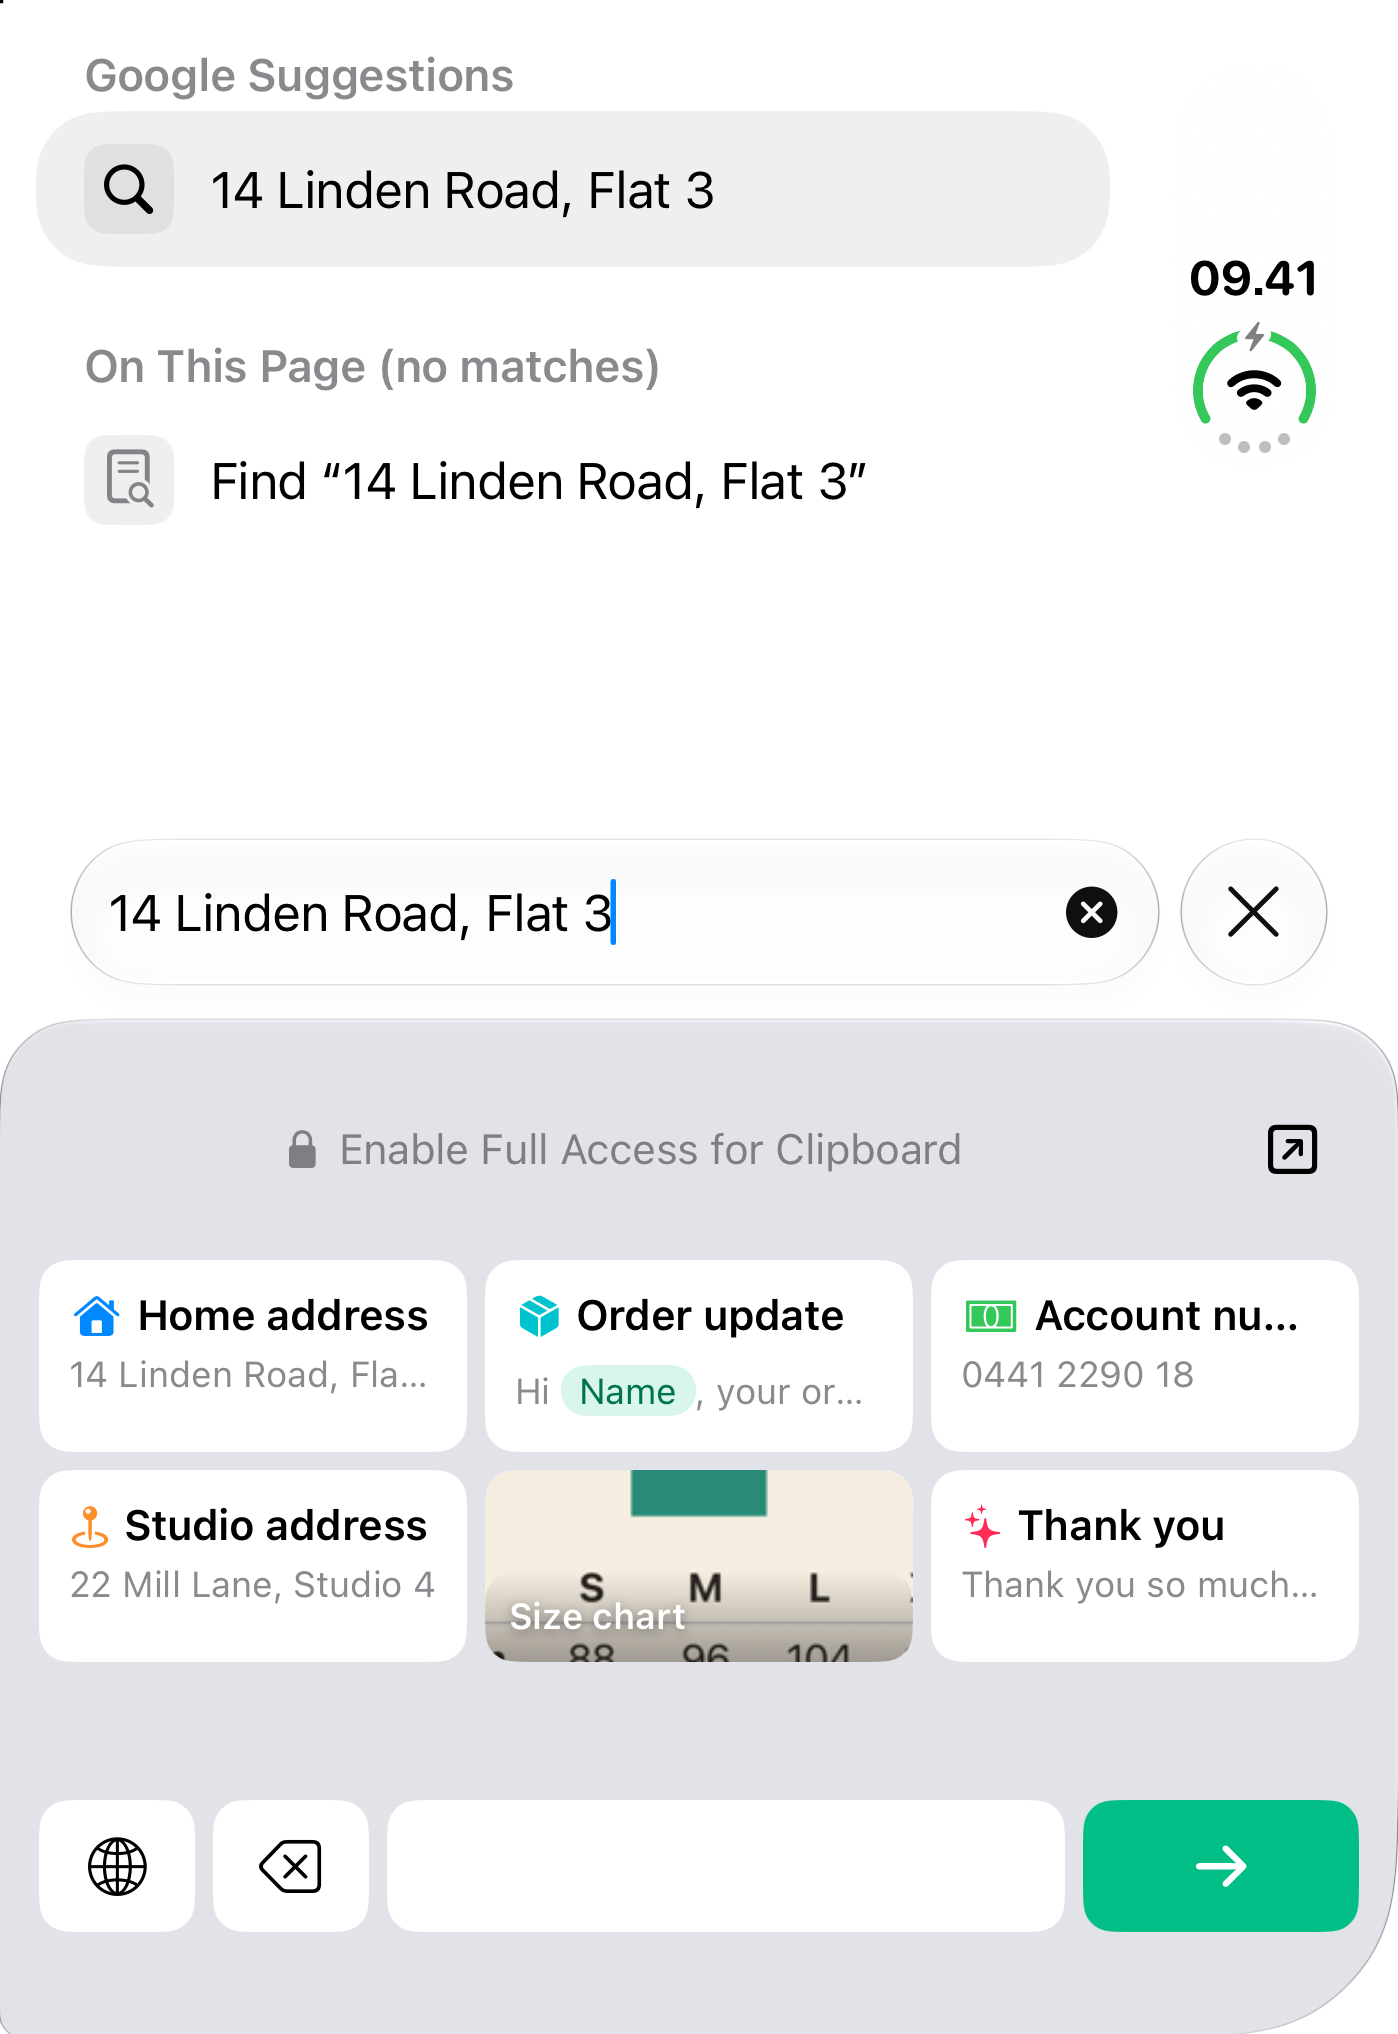 Google Suggestions
14 Linden Road, Flat 3
09.41
On This Page (no matches)
Find “14 Linden Road, Flat 3”
14 Linden Road, Flat 3
Enable Full Access for Clipboard
Home address
14 Linden Road, Fla...
Order update
Hi Name, your or...
Account nu...
0441 2290 18
Studio address
22 Mill Lane, Studio 4
S M L
Size chart
88 96 104
Thank you
Thank you so much...